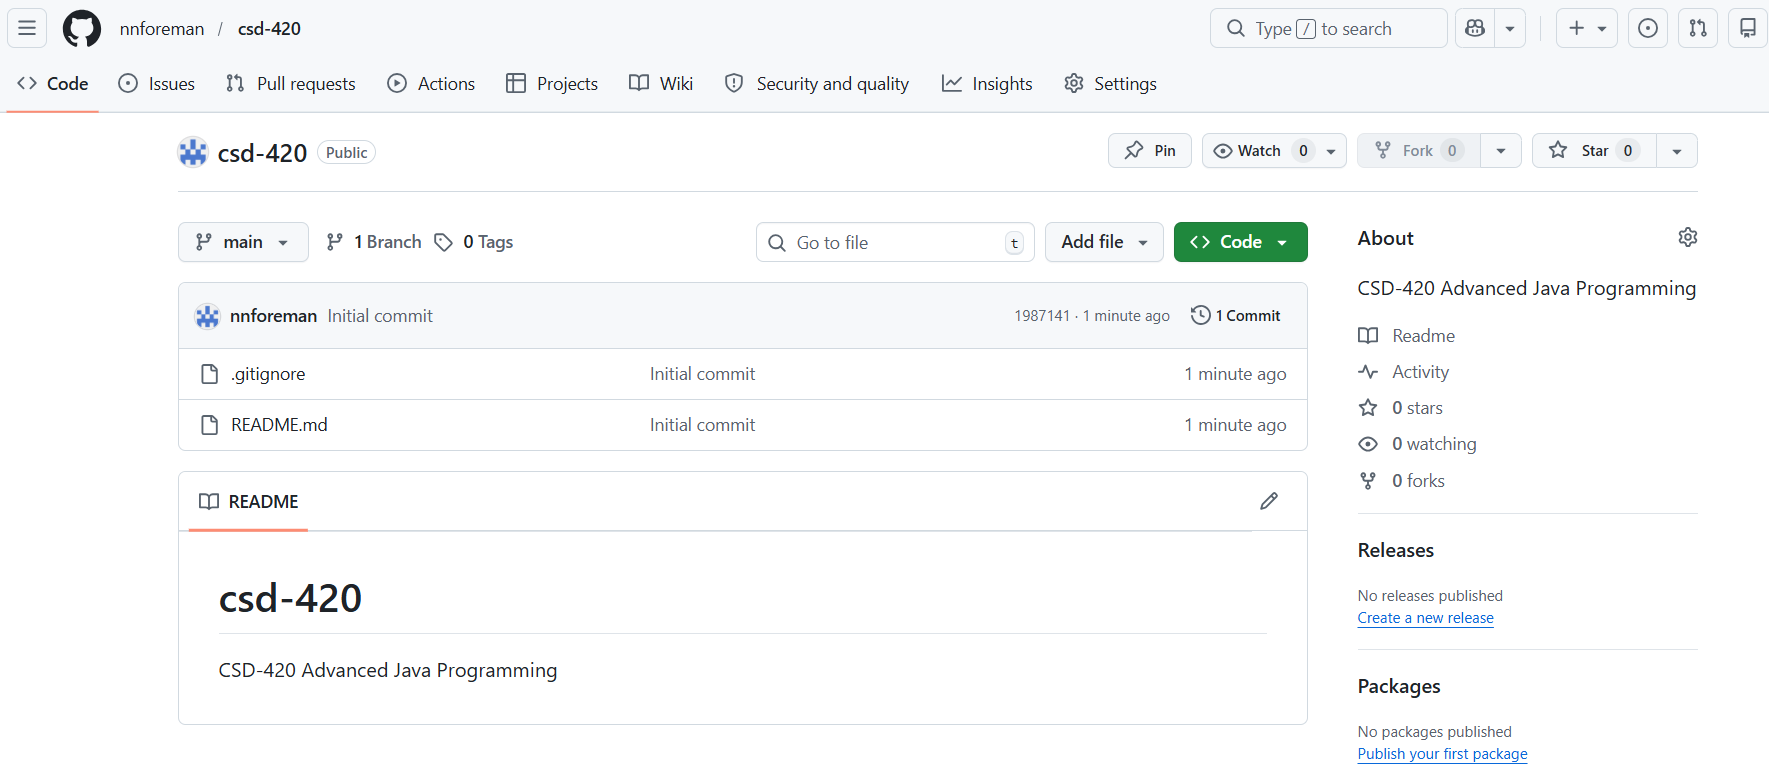 nnforeman / csd-420
Type / to search
Code Issues Pull requests Actions Projects Wiki Security and quality Insights Settings
csd-420 Public
Pin Watch 0 Fork 0 Star 0
main 1 Branch 0 Tags Go to file t Add file Code
nnforeman Initial commit 1987141 · 1 minute ago 1 Commit
.gitignore Initial commit 1 minute ago
README.md Initial commit 1 minute ago
README
csd-420
CSD-420 Advanced Java Programming
About
CSD-420 Advanced Java Programming
Readme
Activity
0 stars
0 watching
0 forks
Releases
No releases published
Create a new release
Packages
No packages published
Publish your first package